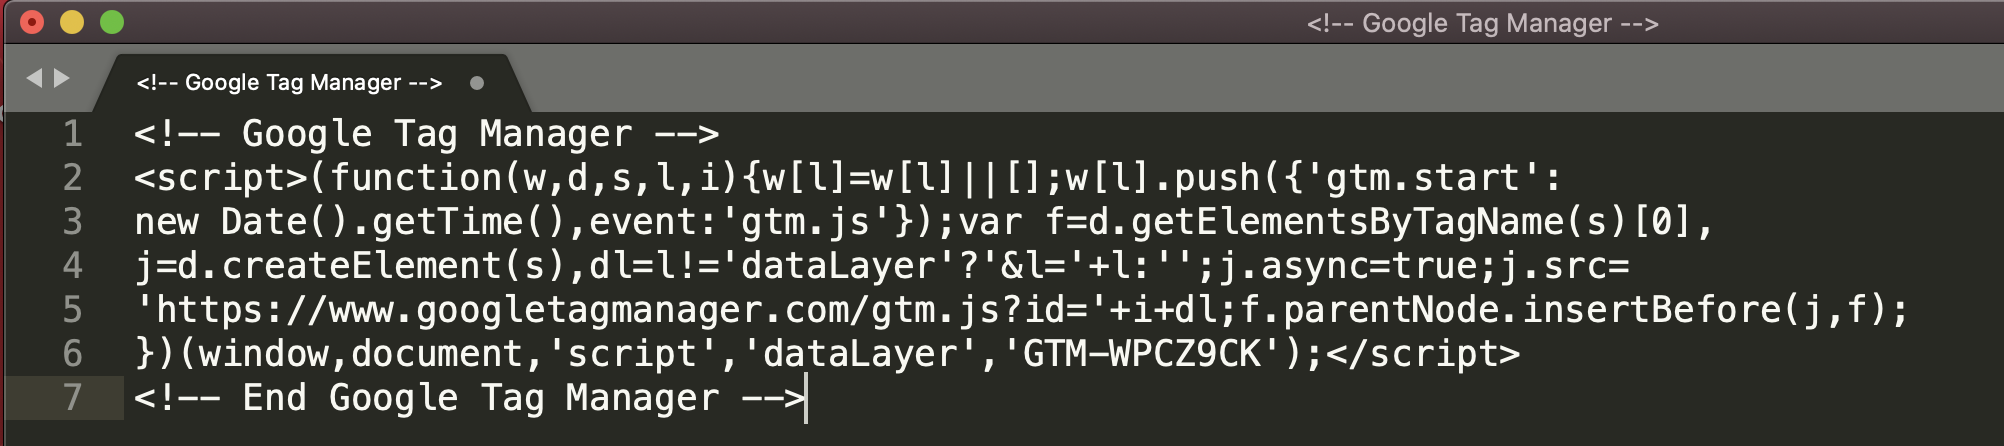 <!-- Google Tag Manager -->
<!-- Google Tag Manager -->
1 <!-- Google Tag Manager -->
2 <script>(function(w,d,s,l,i){w[l]=w[l]||[];w[l].push({'gtm.start':
3 new Date().getTime(),event:'gtm.js'});var f=d.getElementsByTagName(s)[0],
4 j=d.createElement(s),dl=l!='dataLayer'?'&l='+l:'';j.async=true;j.src=
5 'https://www.googletagmanager.com/gtm.js?id='+i+dl;f.parentNode.insertBefore(j,f);
6 })(window,document,'script','dataLayer','GTM-WPCZ9CK');</script>
7 <!-- End Google Tag Manager -->